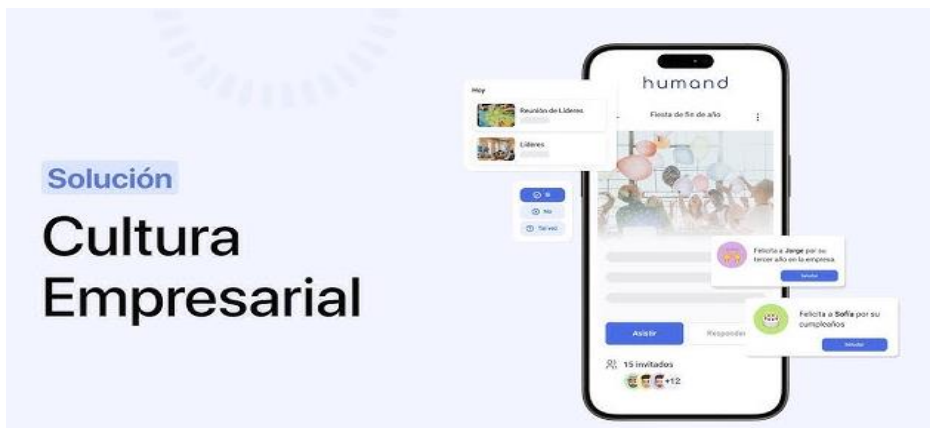 Solución
Cultura
Empresarial
Hoy
Reunión de Líderes
Líderes
Si
No
Tal vez
humand
Fiesta de fin de año
Felicita a Jorge por su
tercer año en la empresa
Saludar
Felicita a Sofía por su
cumpleaños
Saludar
Asistir
Responder
15 invitados
+12